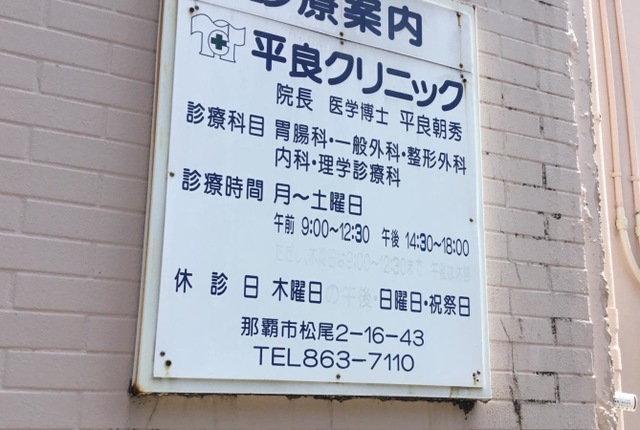 診療案内
平良クリニック
院長 医学博士 平良朝秀
診療科目 胃腸科・一般外科・整形外科
内科・理学診療科
診療時間 月～土曜日
午前 9:00～12:30 午後 14:30～18:00
休診日 木曜日の午後・日曜日・祝祭日
那覇市松尾2-16-43
TEL863-7110